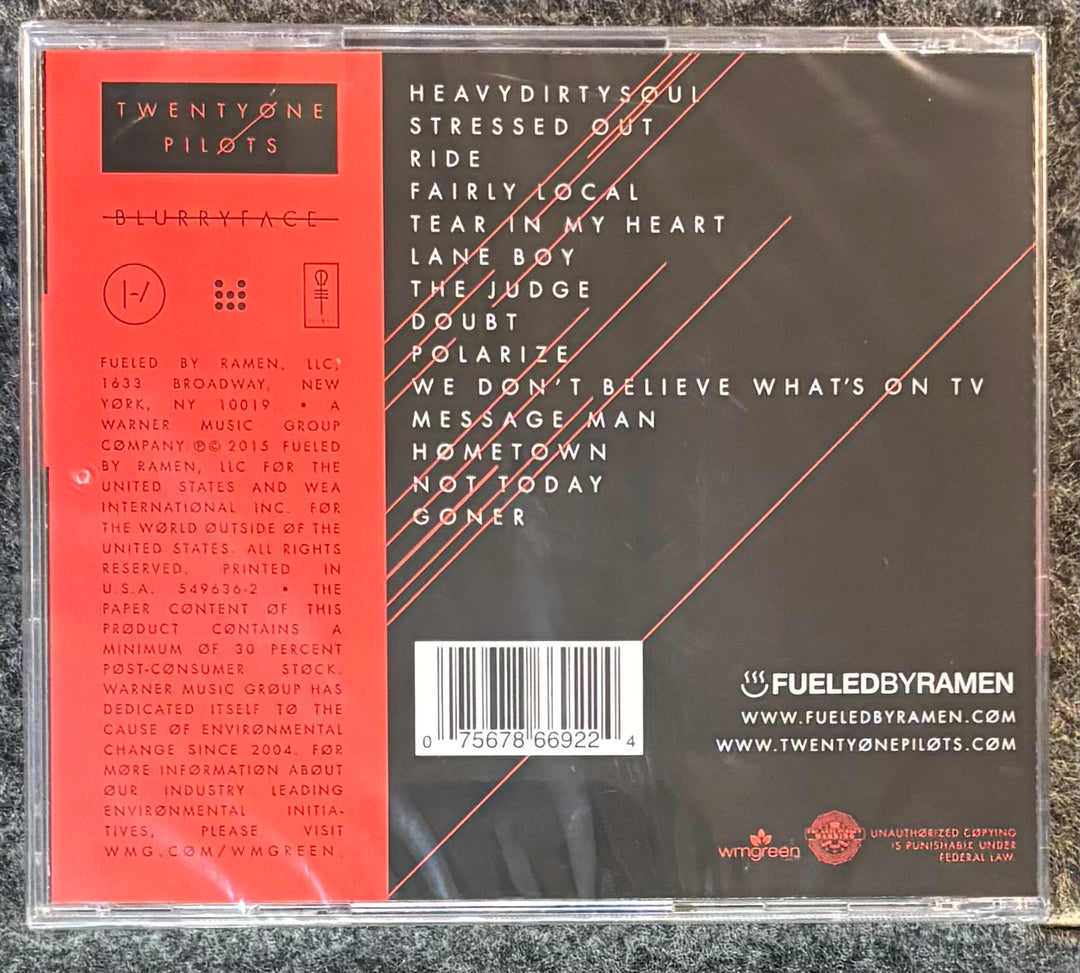 TWENTYØNE
PILØTS
BLURRYFACE
FUELED BY RAMEN, LLC,
1633 BROADWAY, NEW
YØRK, NY 10019 • A
WARNER MUSIC GROUP
CØMPANY.℗© 2015 FUELED
BY RAMEN, LLC FØR THE
UNITED STATES AND WEA
INTERNATIØNAL INC. FØR
THE WØRLD ØUTSIDE ØF THE
UNITED STATES. ALL RIGHTS
RESERVED. PRINTED IN
U.S.A. 549636-2 • THE
PAPER CØNTENT ØF THIS
PRØDUCT CØNTAINS A
MINIMUM ØF 30 PERCENT
PØST-CØNSUMER STØCK.
WARNER MUSIC GRØUP HAS
DEDICATED ITSELF TØ THE
CAUSE ØF ENVIRØNMENTAL
CHANGE SINCE 2004. FØR
MØRE INFØRMATIØN ABØUT
ØUR INDUSTRY LEADING
ENVIRØNMENTAL INITIA-
TIVES, PLEASE VISIT
WMG.CØM/WMGREEN.
HEAVYDIRTYSOUL
STRESSED OUT
RIDE
FAIRLY LOCAL
TEAR IN MY HEART
LANE BOY
THE JUDGE
DOUBT
POLARIZE
WE DON'T BELIEVE WHAT'S ON TV
MESSAGE MAN
HOMETOWN
NOT TODAY
GONER
0 75678 66922 4
FUELEDBYRAMEN
WWW.FUELEDBYRAMEN.CØM
WWW.TWENTYØNEPILØTS.CØM
wmgreen
WARNING
UNAUTHØRIZED CØPYING
IS PUNISHABLE UNDER
FEDERAL LAW.